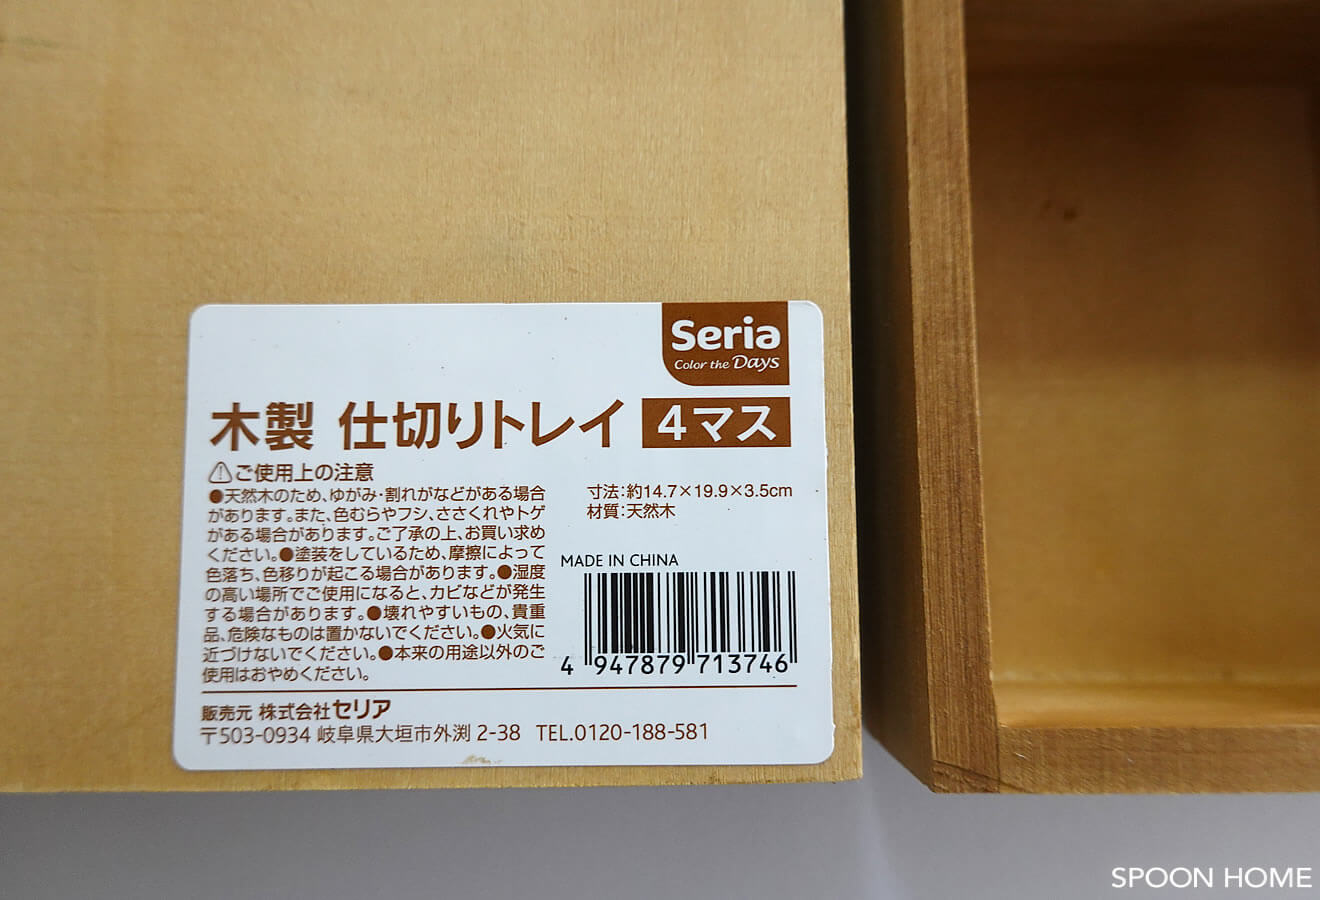 Seria
Color the Days
木製 仕切りトレイ 4マス
⚠ご使用上の注意
●天然木のため、ゆがみ・割れがなどがある場合
があります。また、色むらやフシ、ささくれやトゲ
がある場合があります。ご了承の上、お買い求め
ください。●塗装をしているため、摩擦によって
色落ち、色移りが起こる場合があります。●湿度
の高い場所でご使用になると、カビなどが発生
する場合があります。●壊れやすいもの、貴重
品、危険なものは置かないでください。●火気に
近づけないでください。●本来の用途以外のご
使用はおやめください。
寸法:約14.7×19.9×3.5cm
材質:天然木
MADE IN CHINA
4 947879 713746
販売元 株式会社セリア
〒503-0934 岐阜県大垣市外渕 2-38 TEL.0120-188-581
SPOON HOME